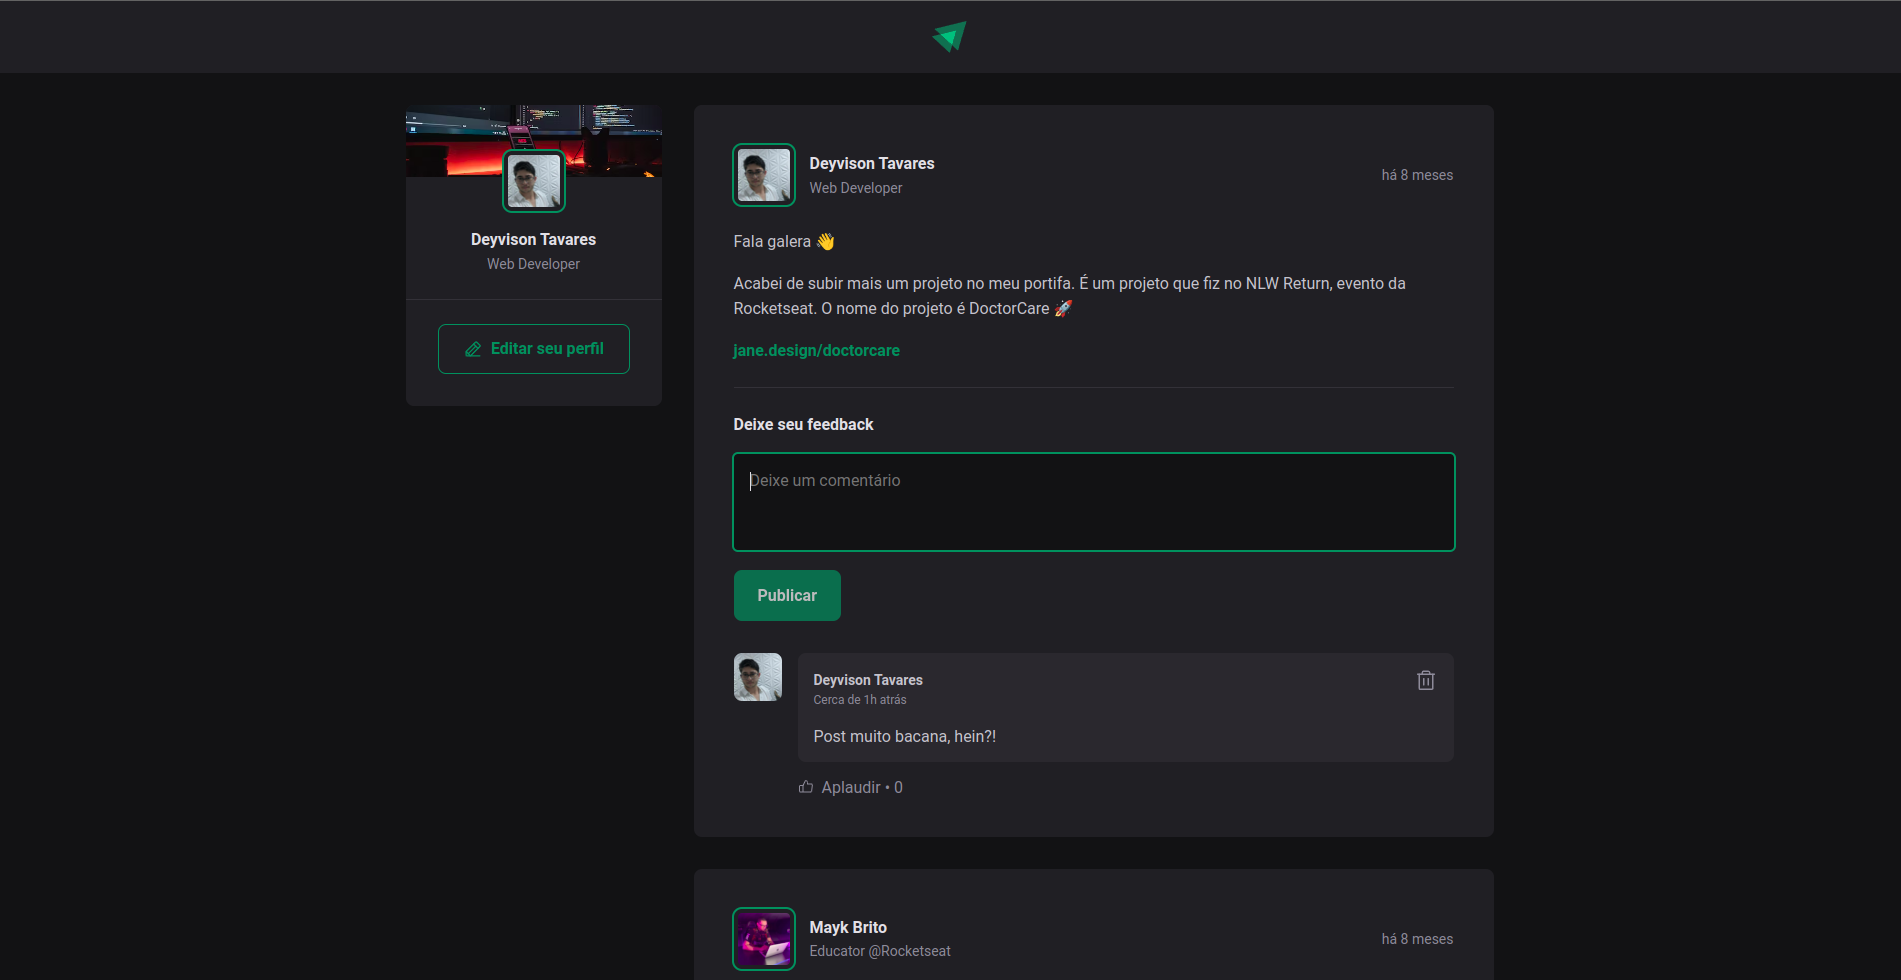 Deyvison Tavares
Web Developer
Editar seu perfil
Deyvison Tavares
Web Developer
há 8 meses
Fala galera 👋
Acabei de subir mais um projeto no meu portifa. É um projeto que fiz no NLW Return, evento da
Rocketseat. O nome do projeto é DoctorCare 🚀
jane.design/doctorcare
Deixe seu feedback
Deixe um comentário
Publicar
Deyvison Tavares
Cerca de 1h atrás
Post muito bacana, hein?!
Aplaudir • 0
Mayk Brito
Educator @Rocketseat
há 8 meses